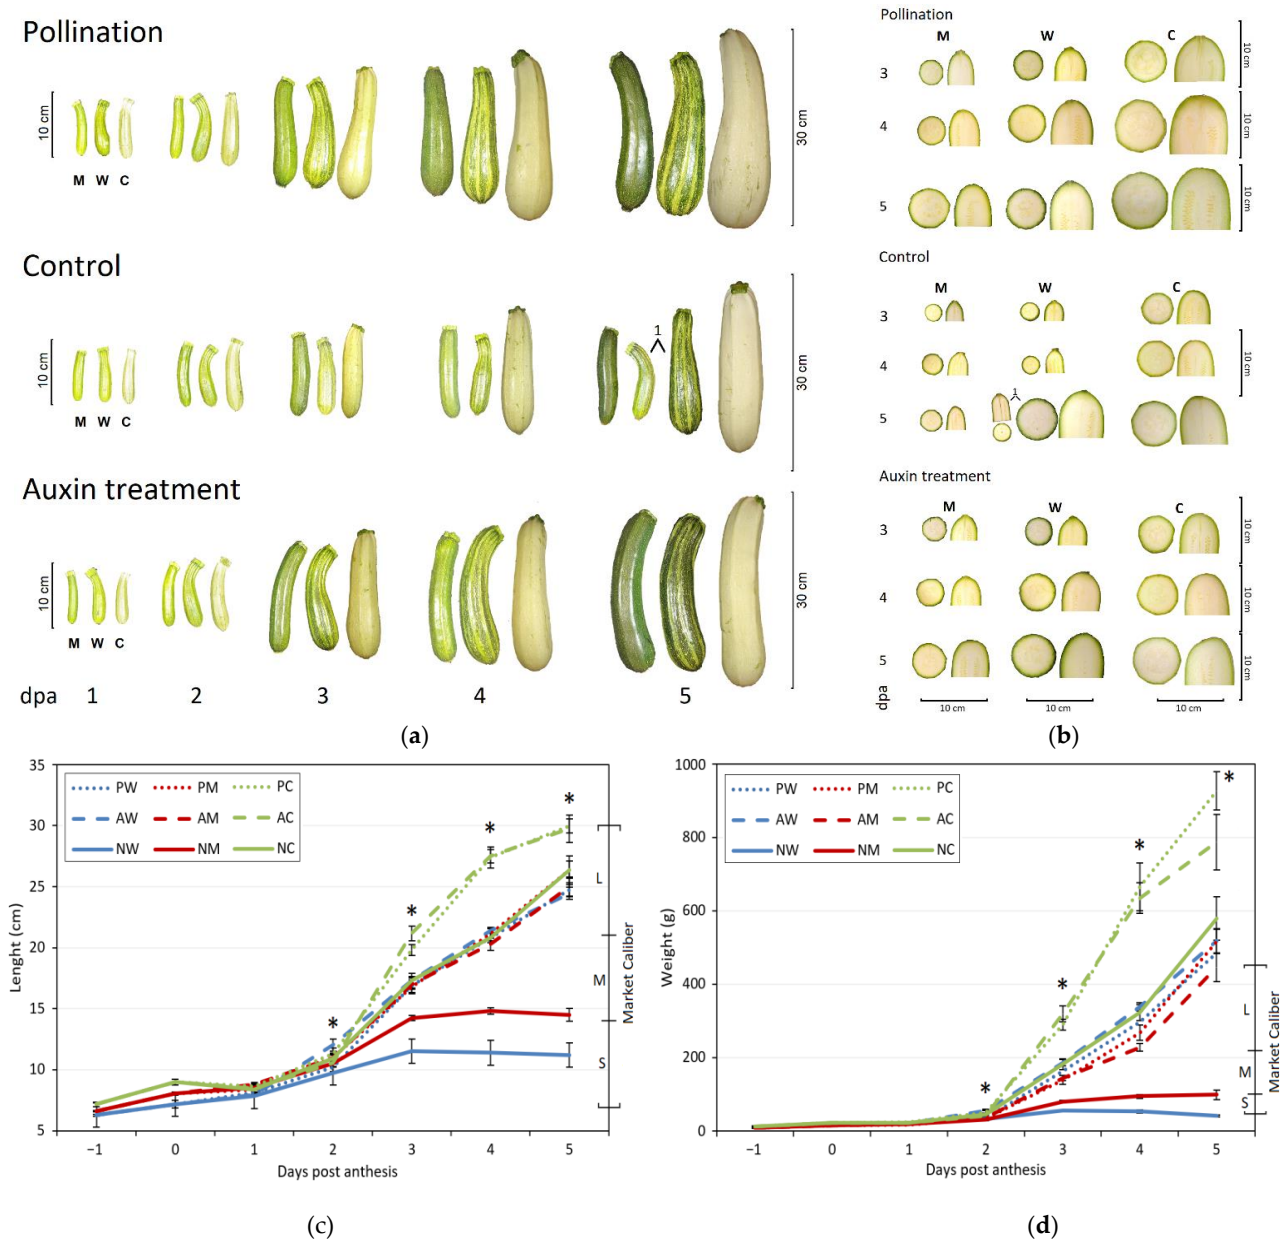 Pollination
10 cm
M W C
30 cm
Control
10 cm
M W C
1
30 cm
Auxin treatment
10 cm
M W C
30 cm
dpa 1 2 3 4 5
(a)
Pollination
M W C
3
10 cm
4
10 cm
5
10 cm
Control
M W C
3
4
10 cm
1
5
Auxin treatment
M W C
3
10 cm
4
10 cm
5
10 cm
dpa
10 cm 10 cm 10 cm
(b)
35
30
25
20
15
10
5
Lenght (cm)
PW PM PC
AW AM AC
NW NM NC
* * * *
L
M
S
Market Caliber
−1 0 1 2 3 4 5
Days post anthesis
(c)
1000
800
600
400
200
0
Weight (g)
PW PM PC
AW AM AC
NW NM NC
* * * *
L
M
S
Market Caliber
−1 0 1 2 3 4 5
Days post anthesis
(d)